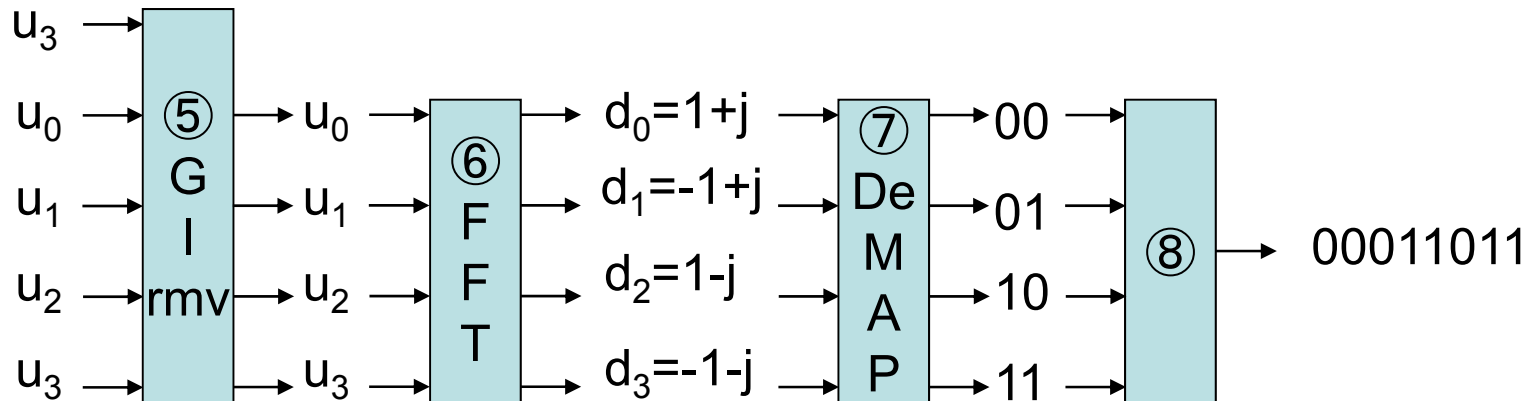 u₃
u₀ ⑤ u₀ d₀=1+j ⑦ 00
G ⑥ De
u₁ I u₁ F d₁=-1+j M 01
rmv F A ⑧ 00011011
u₂ u₂ F d₂=1-j P 10
T
u₃ u₃ d₃=-1-j 11